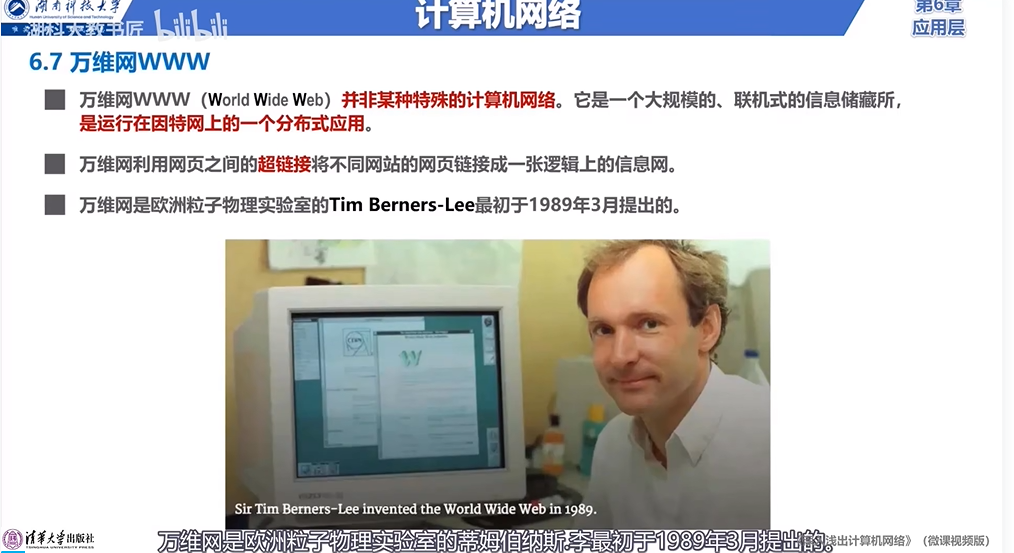 湖南科技大学
Hunan University of Science and Technology
湖科大教书匠 bilibili
计算机网络
第6章
应用层
6.7 万维网WWW
万维网WWW（World Wide Web）并非某种特殊的计算机网络。它是一个大规模的、联机式的信息储藏所，
是运行在因特网上的一个分布式应用。
万维网利用网页之间的超链接将不同网站的网页链接成一张逻辑上的信息网。
万维网是欧洲粒子物理实验室的Tim Berners-Lee最初于1989年3月提出的。
CERN
W
Sir Tim Berners-Lee invented the World Wide Web in 1989.
清华大学出版社
TSINGHUA UNIVERSITY PRESS
浅出计算机网络》（微课视频版）
万维网是欧洲粒子物理实验室的蒂姆伯纳斯.李最初于1989年3月提出的。